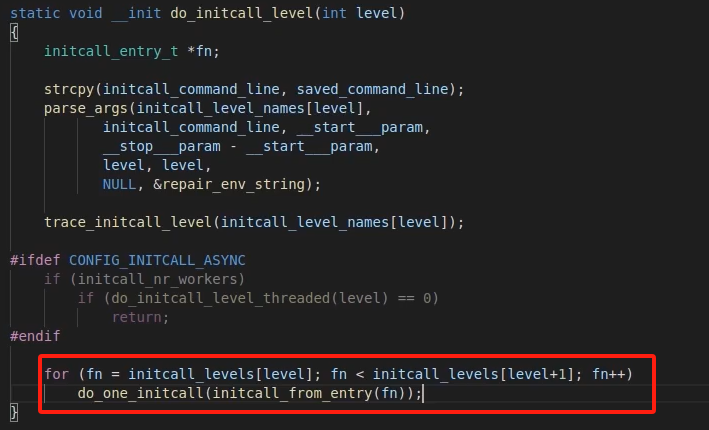 static void __init do_initcall_level(int level)
{
initcall_entry_t *fn;
strcpy(initcall_command_line, saved_command_line);
parse_args(initcall_level_names[level],
initcall_command_line, __start___param,
__stop___param - __start___param,
level, level,
NULL, &repair_env_string);
trace_initcall_level(initcall_level_names[level]);
#ifdef CONFIG_INITCALL_ASYNC
if (initcall_nr_workers)
if (do_initcall_level_threaded(level) == 0)
return;
#endif
for (fn = initcall_levels[level]; fn < initcall_levels[level+1]; fn++)
do_one_initcall(initcall_from_entry(fn));
}